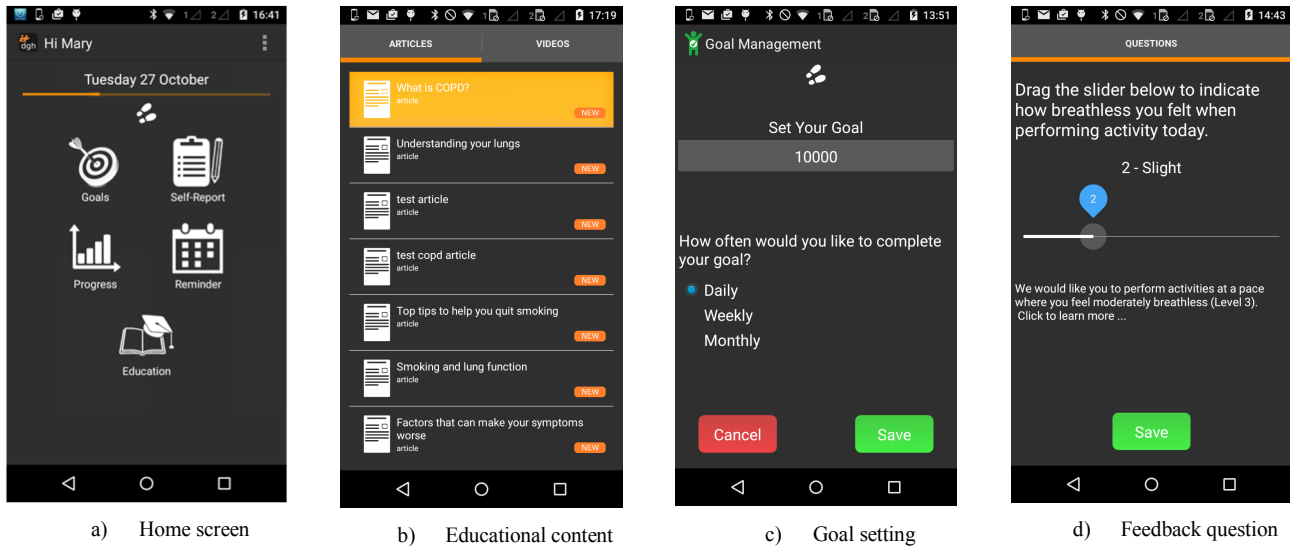 16:41
dgh Hi Mary
Tuesday 27 October
Goals
Self-Report
Progress
Reminder
Education
a) Home screen
17:19
ARTICLES
VIDEOS
What is COPD?
article
NEW
Understanding your lungs
article
NEW
test article
article
NEW
test copd article
article
NEW
Top tips to help you quit smoking
article
NEW
Smoking and lung function
article
NEW
Factors that can make your symptoms
worse
article
NEW
b) Educational content
13:51
Goal Management
Set Your Goal
10000
How often would you like to complete
your goal?
Daily
Weekly
Monthly
Cancel
Save
c) Goal setting
14:43
QUESTIONS
Drag the slider below to indicate
how breathless you felt when
performing activity today.
2 - Slight
2
We would like you to perform activities at a pace
where you feel moderately breathless (Level 3).
Click to learn more ...
Save
d) Feedback question